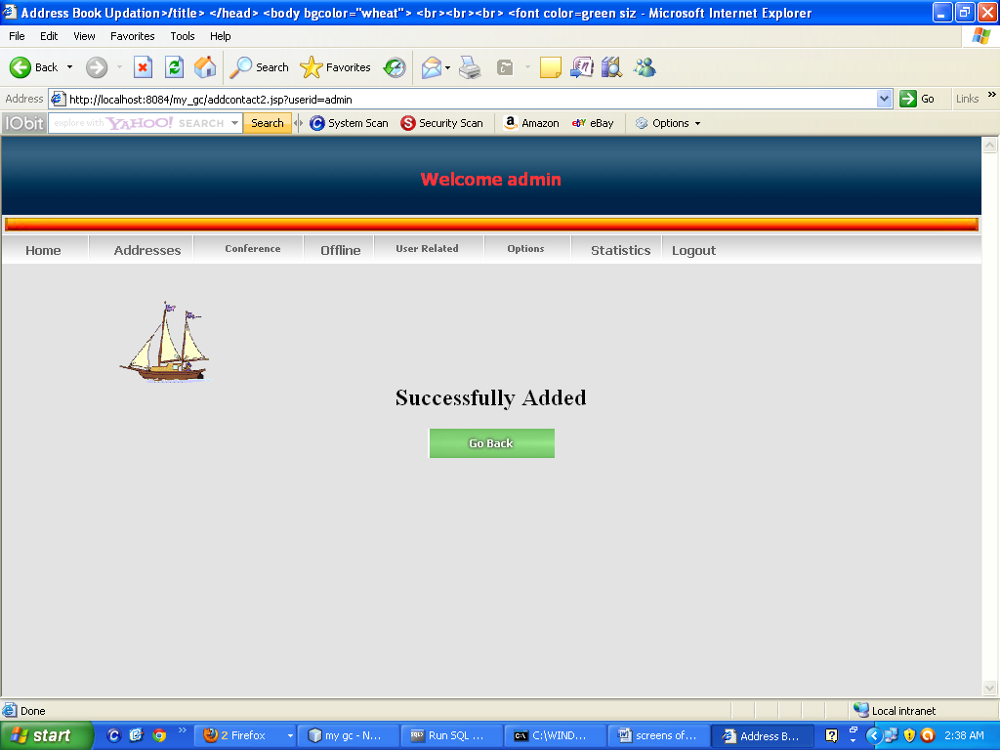 Address Book Updation>/title> </head> <body bgcolor="wheat"> <br><br><br> <font color=green siz - Microsoft Internet Explorer
File Edit View Favorites Tools Help
Back Search Favorites
Address http://localhost:8084/my_gc/addcontact2.jsp?userid=admin Go Links »
IObit explore with YAHOO! SEARCH Search System Scan Security Scan Amazon eBay Options
Welcome admin
Home Addresses Conference Offline User Related Options Statistics Logout
Successfully Added
Go Back
Done Local intranet
start 2 Firefox my gc - N... Run SQL ... C:\WIND... screens of... Address B... 2:38 AM